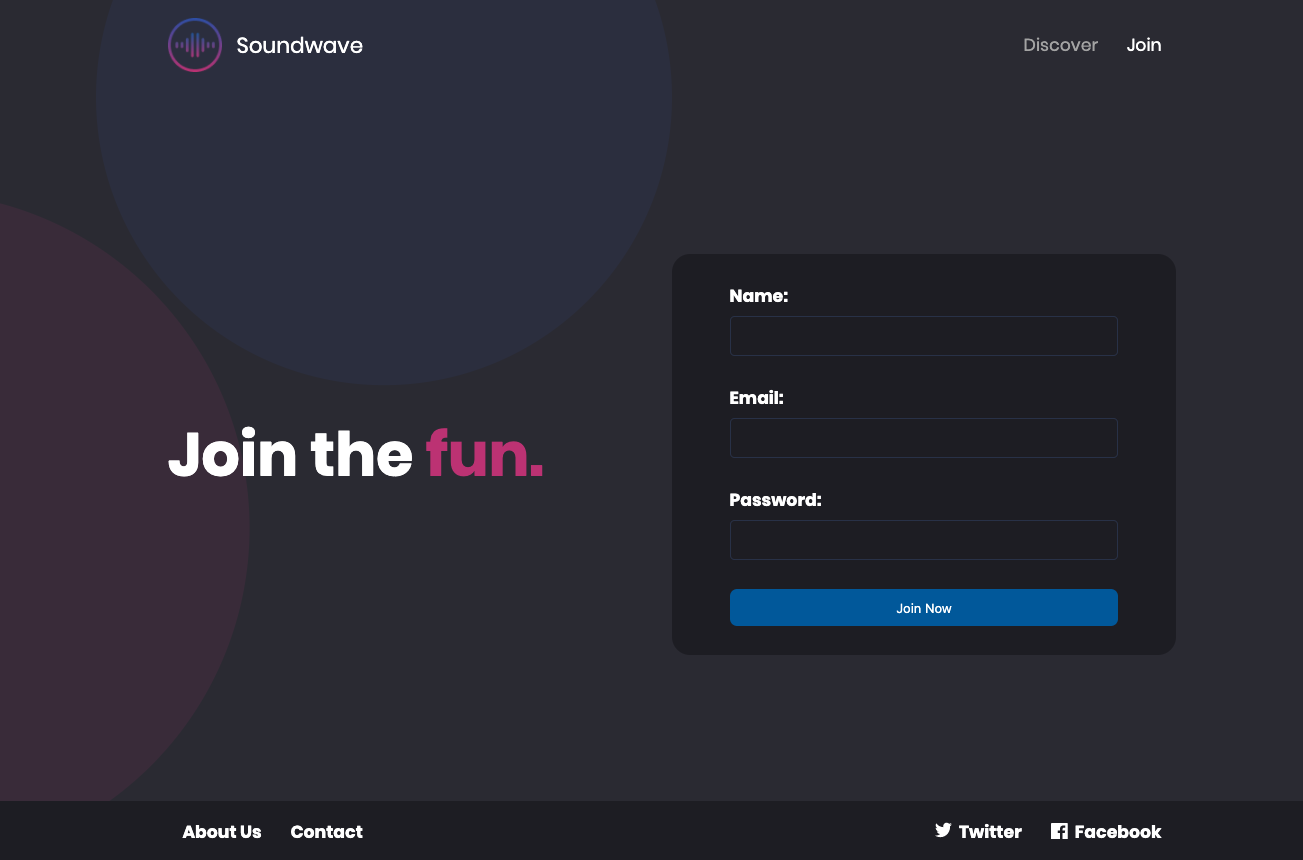 Soundwave
Discover Join
Name:
Email:
Join the fun.
Password:
Join Now
About Us Contact Twitter Facebook